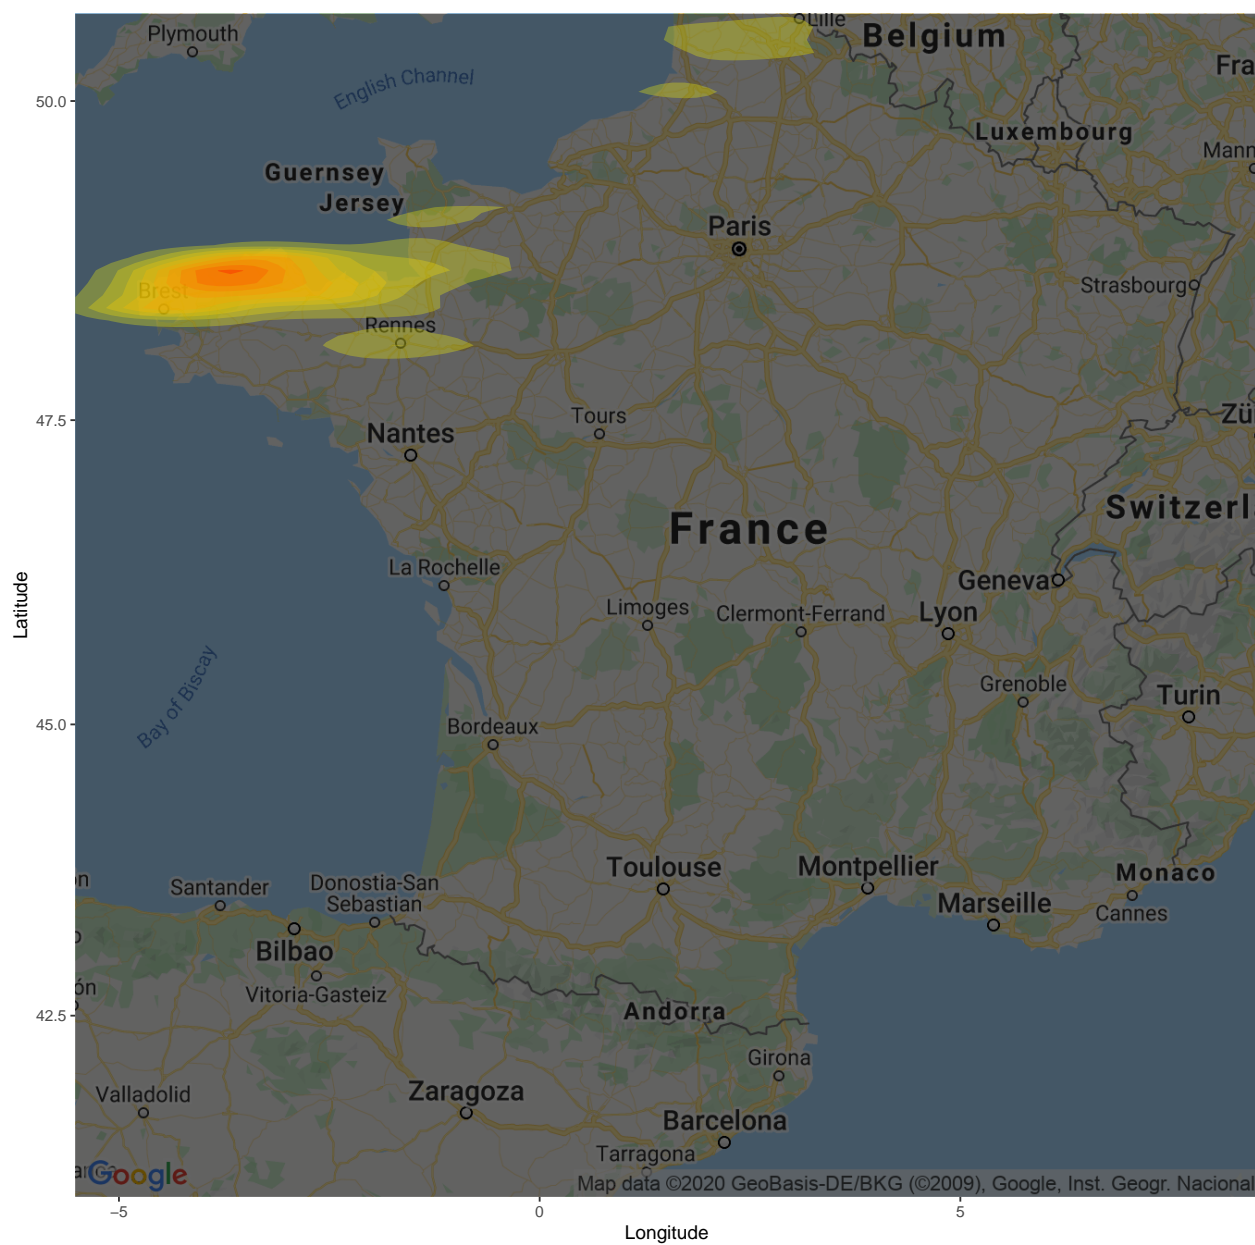 Plymouth
Lille
Belgium
English Channel
Fra
50.0
Luxembourg
Mann
Guernsey
Jersey
Paris
Strasbourg
Brest
Rennes
Zü
Tours
47.5
Nantes
Switzerl
France
La Rochelle
Geneva
Latitude
Limoges
Clermont-Ferrand
Lyon
Bay of Biscay
Grenoble
Turin
45.0
Bordeaux
Toulouse
Montpellier
Monaco
on
Santander
Donostia-San
Sebastian
Marseille
Cannes
Bilbao
ón
Vitoria-Gasteiz
42.5
Andorra
Girona
Valladolid
Zaragoza
Barcelona
Tarragona
Google
Map data ©2020 GeoBasis-DE/BKG (©2009), Google, Inst. Geogr. Nacional
−5
0
5
Longitude